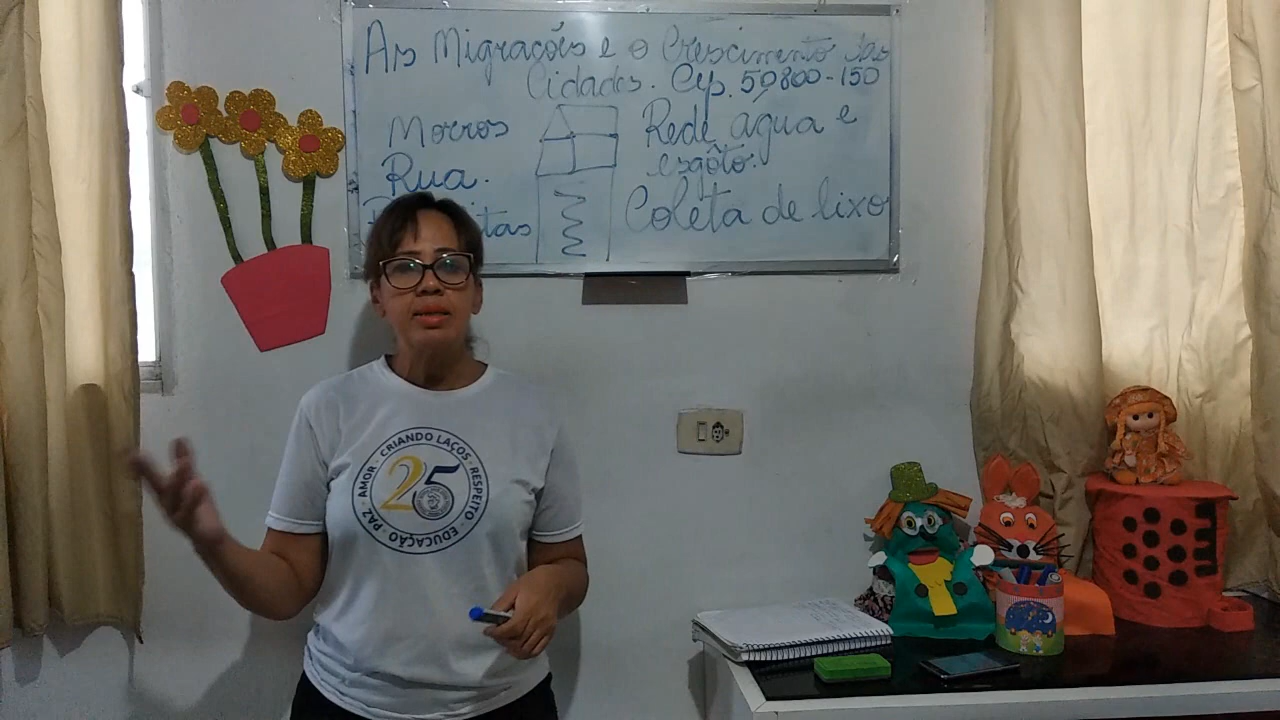 As Migrações e o Crescimento das
Cidades. Cep. 50800-150
Morros
Rua.
Rede água e
esgôto.
Coleta de lixo
AMOR · CRIANDO LAÇOS · RESPEITO · EDUCAÇÃO · PAZ ·
25